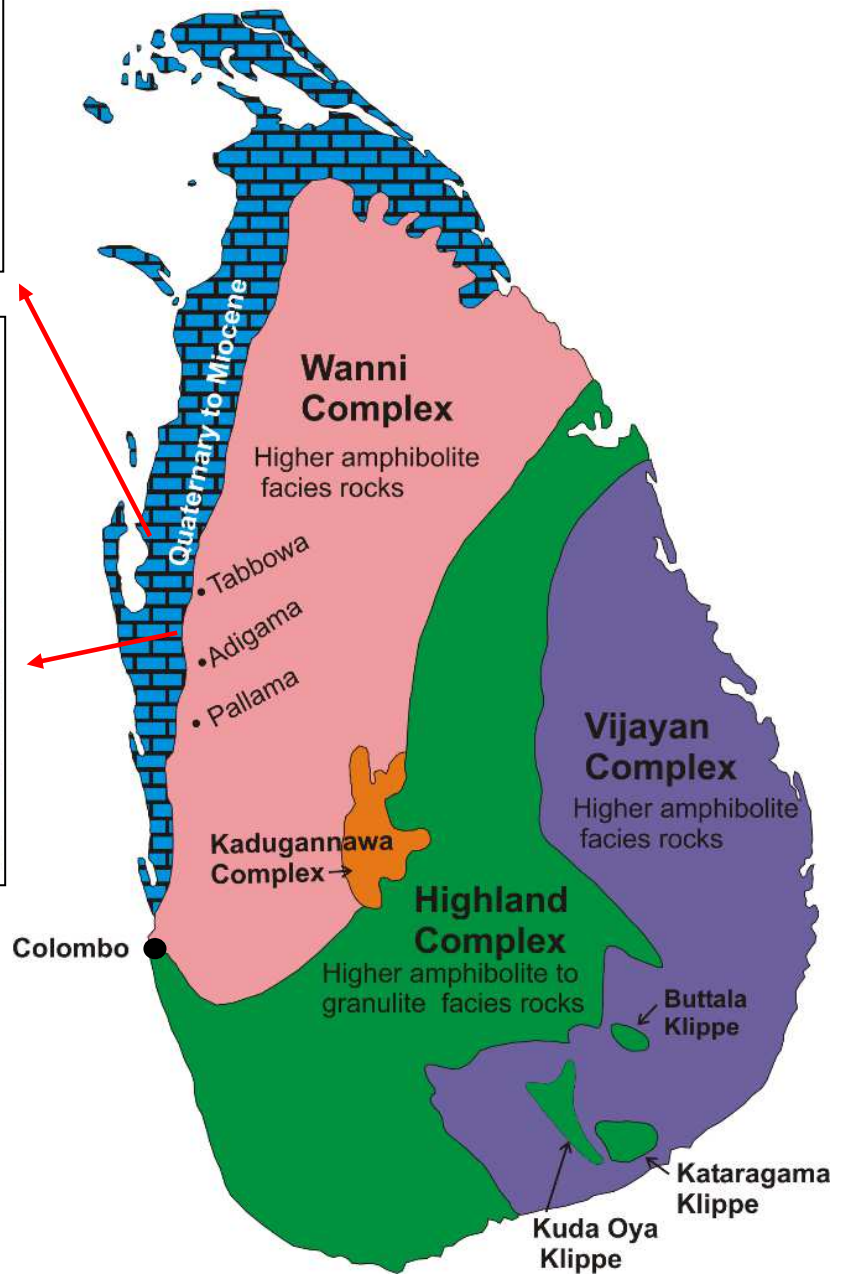 Quaternary to Miocene
Wanni
Complex
Higher amphibolite
facies rocks
Tabbowa
Adigama
Pallama
Vijayan
Complex
Higher amphibolite
facies rocks
Kadugannawa
Complex
Highland
Complex
Higher amphibolite to
granulite facies rocks
Colombo
Buttala
Klippe
Kataragama
Klippe
Kuda Oya
Klippe